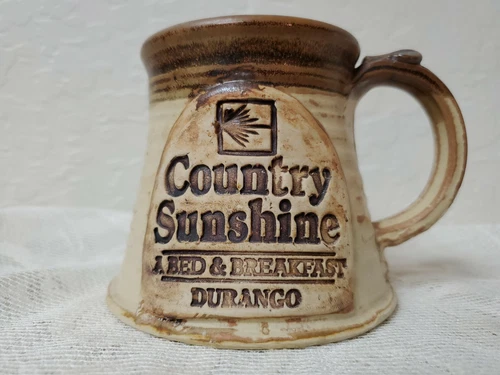 Country
Sunshine
A BED & BREAKFAST
DURANGO